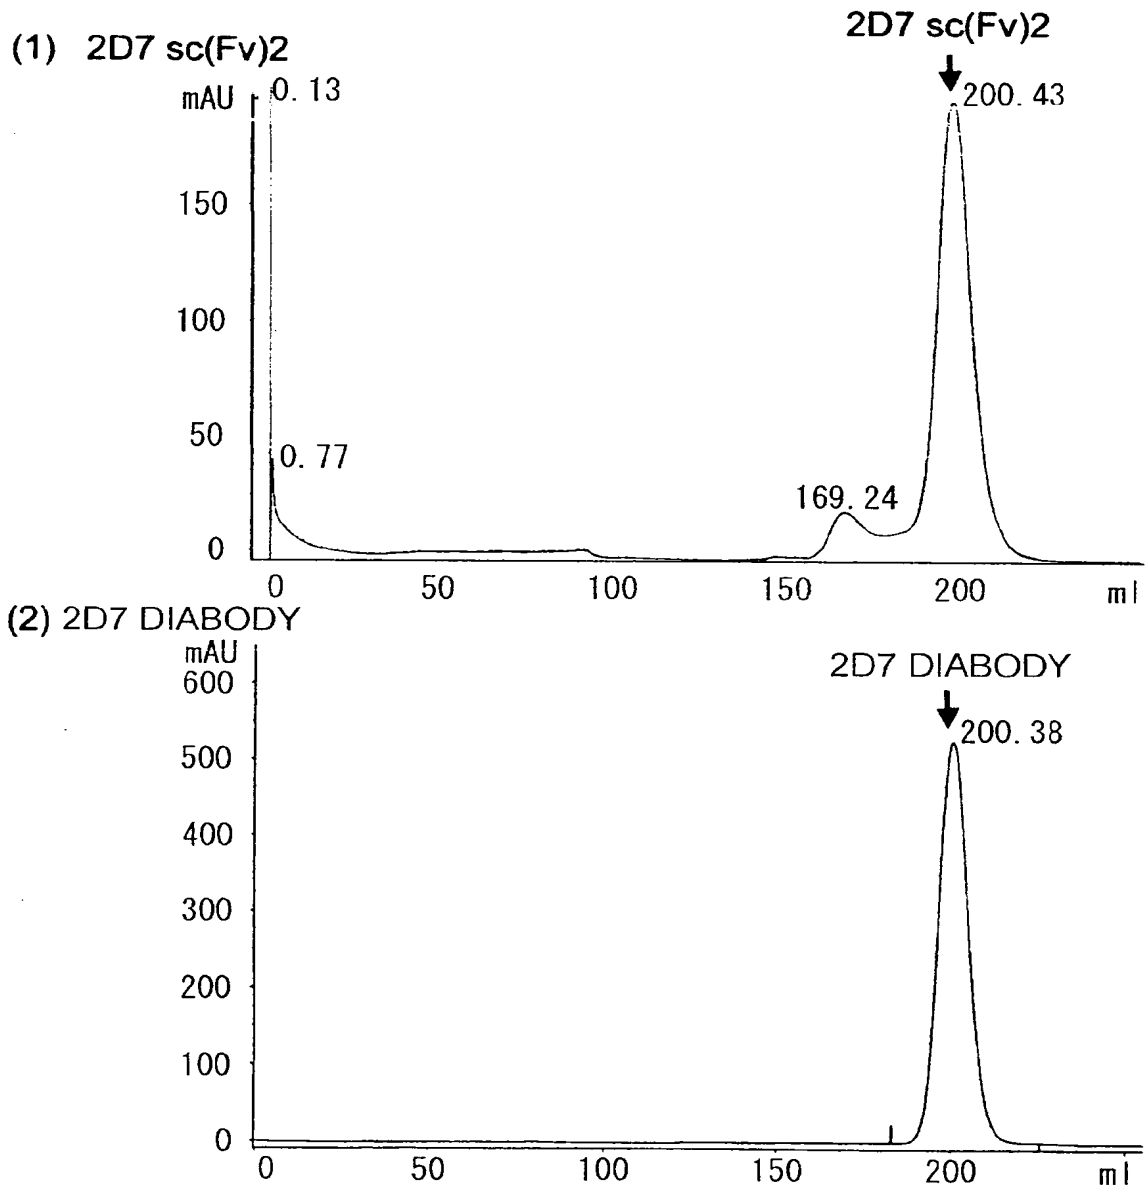 2D7 sc(Fv)2
(1) 2D7 sc(Fv)2
mAU
0.13
200.43
150
100
50
0.77
169.24
0
0 50 100 150 200 ml
(2) 2D7 DIABODY
mAU
2D7 DIABODY
600
200.38
500
400
300
200
100
0
0 50 100 150 200 ml